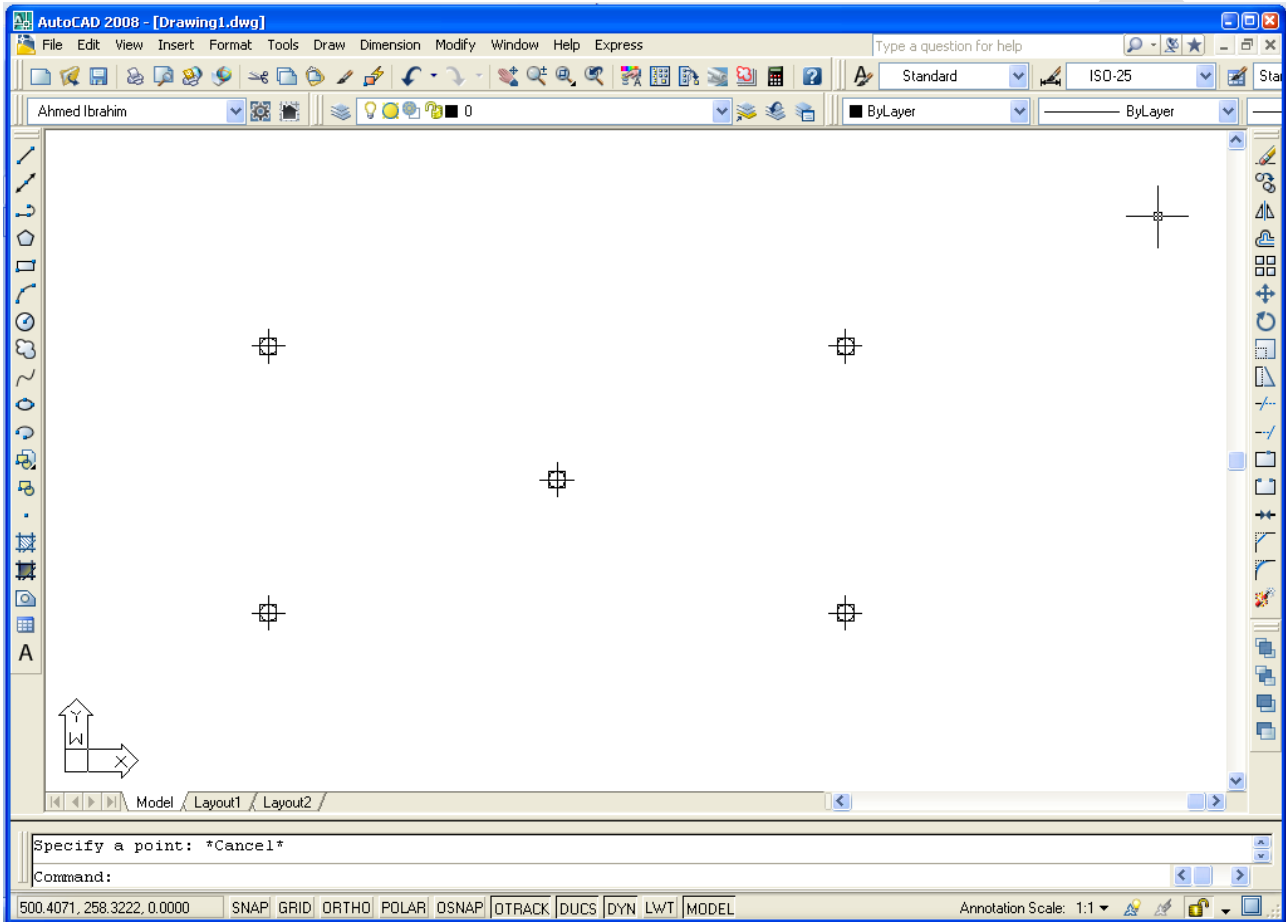 AutoCAD 2008 - [Drawing1.dwg]
File Edit View Insert Format Tools Draw Dimension Modify Window Help Express Type a question for help
Standard ISO-25
Ahmed Ibrahim 0 ByLayer ByLayer
A
Y
W
X
Model Layout1 Layout2
Specify a point: *Cancel*
Command:
500.4071, 258.3222, 0.0000 SNAP GRID ORTHO POLAR OSNAP OTRACK DUCS DYN LWT MODEL Annotation Scale: 1:1